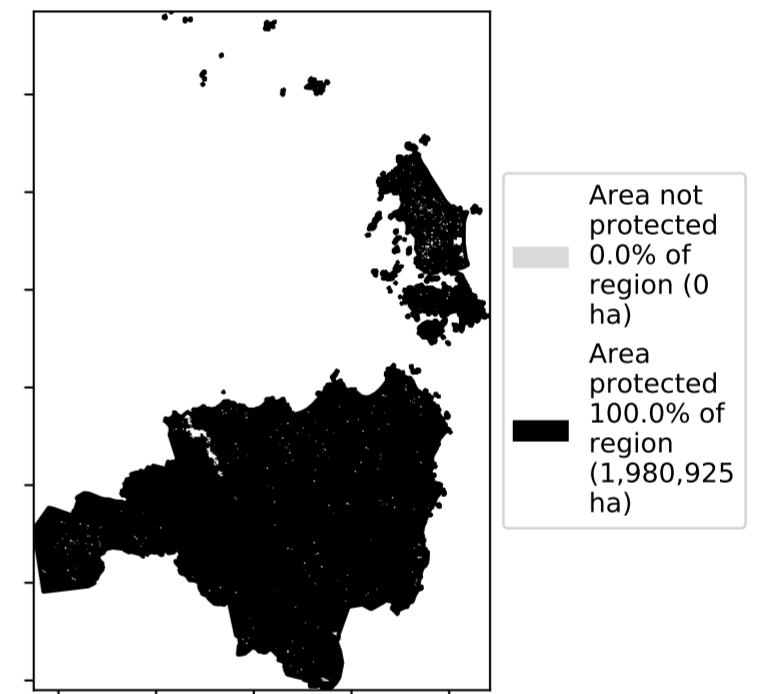 Area not
protected
0.0% of
region (0
ha)
Area
protected
100.0% of
region
(1,980,925
ha)